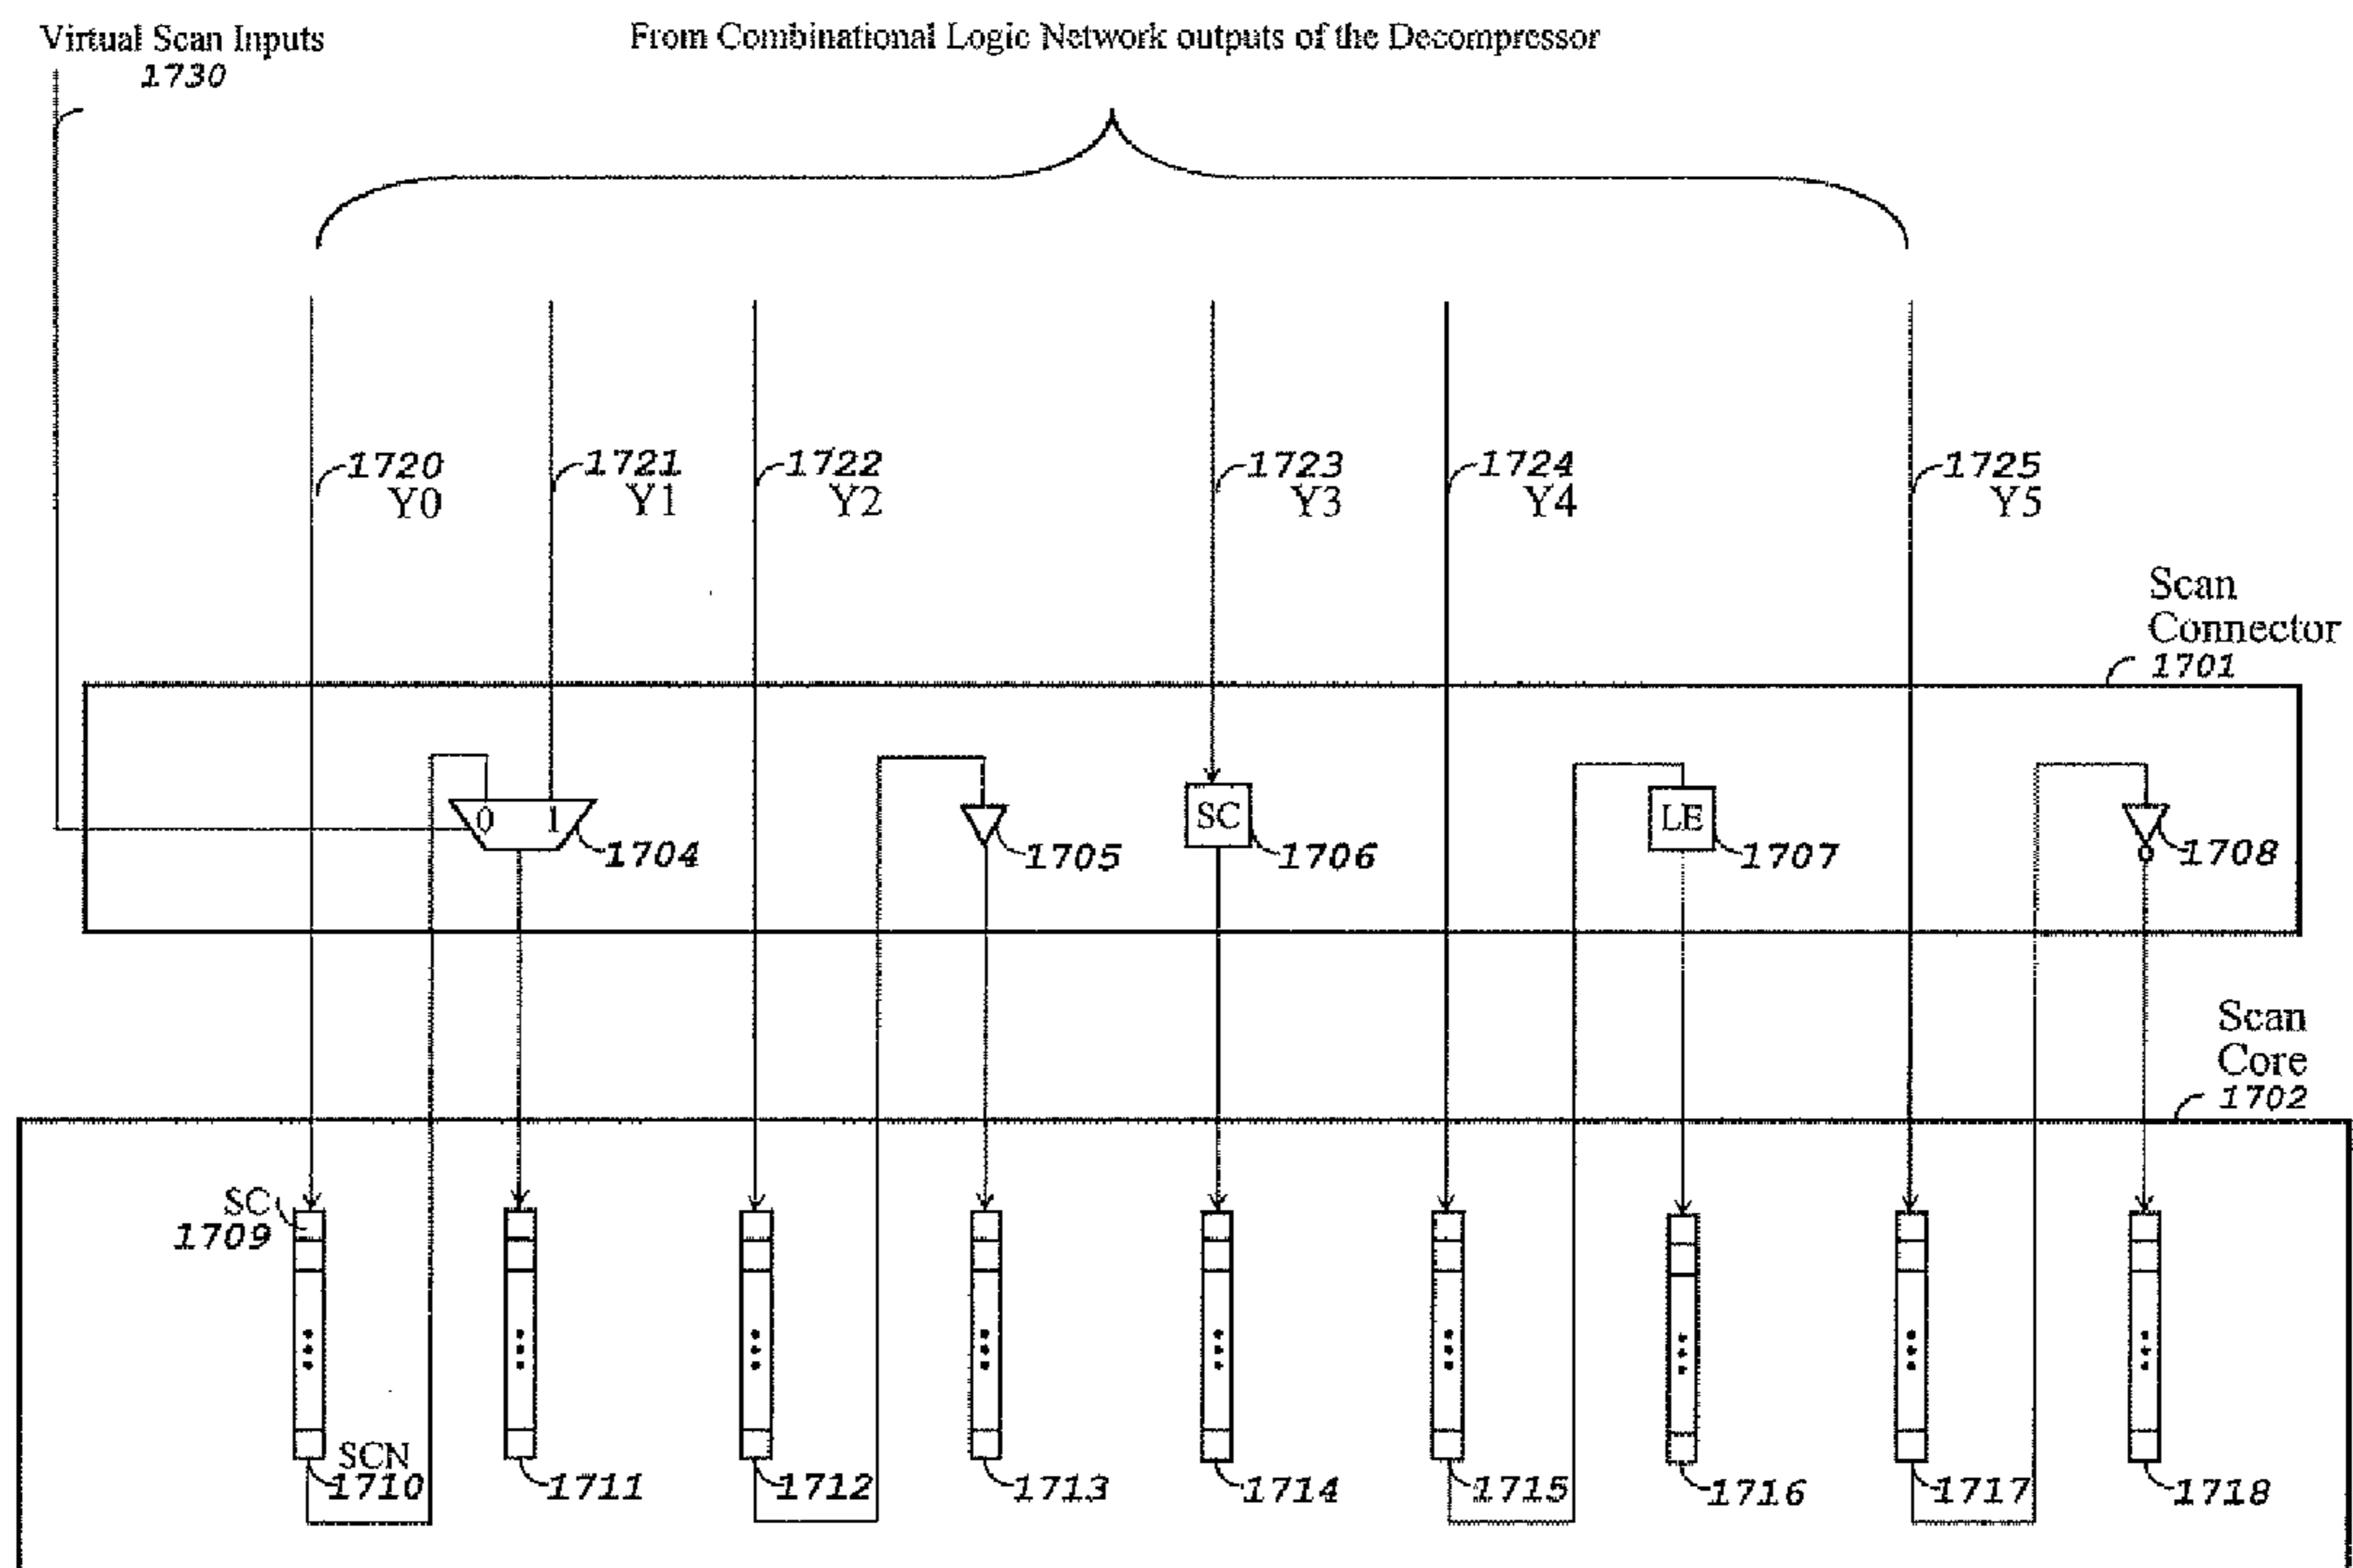 Virtual Scan Inputs
1730
From Combinational Logic Network outputs of the Decompressor
1720
Y0
1721
Y1
1722
Y2
1723
Y3
1724
Y4
1725
Y5
Scan
Connector
1701
0 1
1704
1705
SC
1706
LE
1707
1708
Scan
Core
1702
SC
1709
SCN
1710
1711
1712
1713
1714
1715
1716
1717
1718